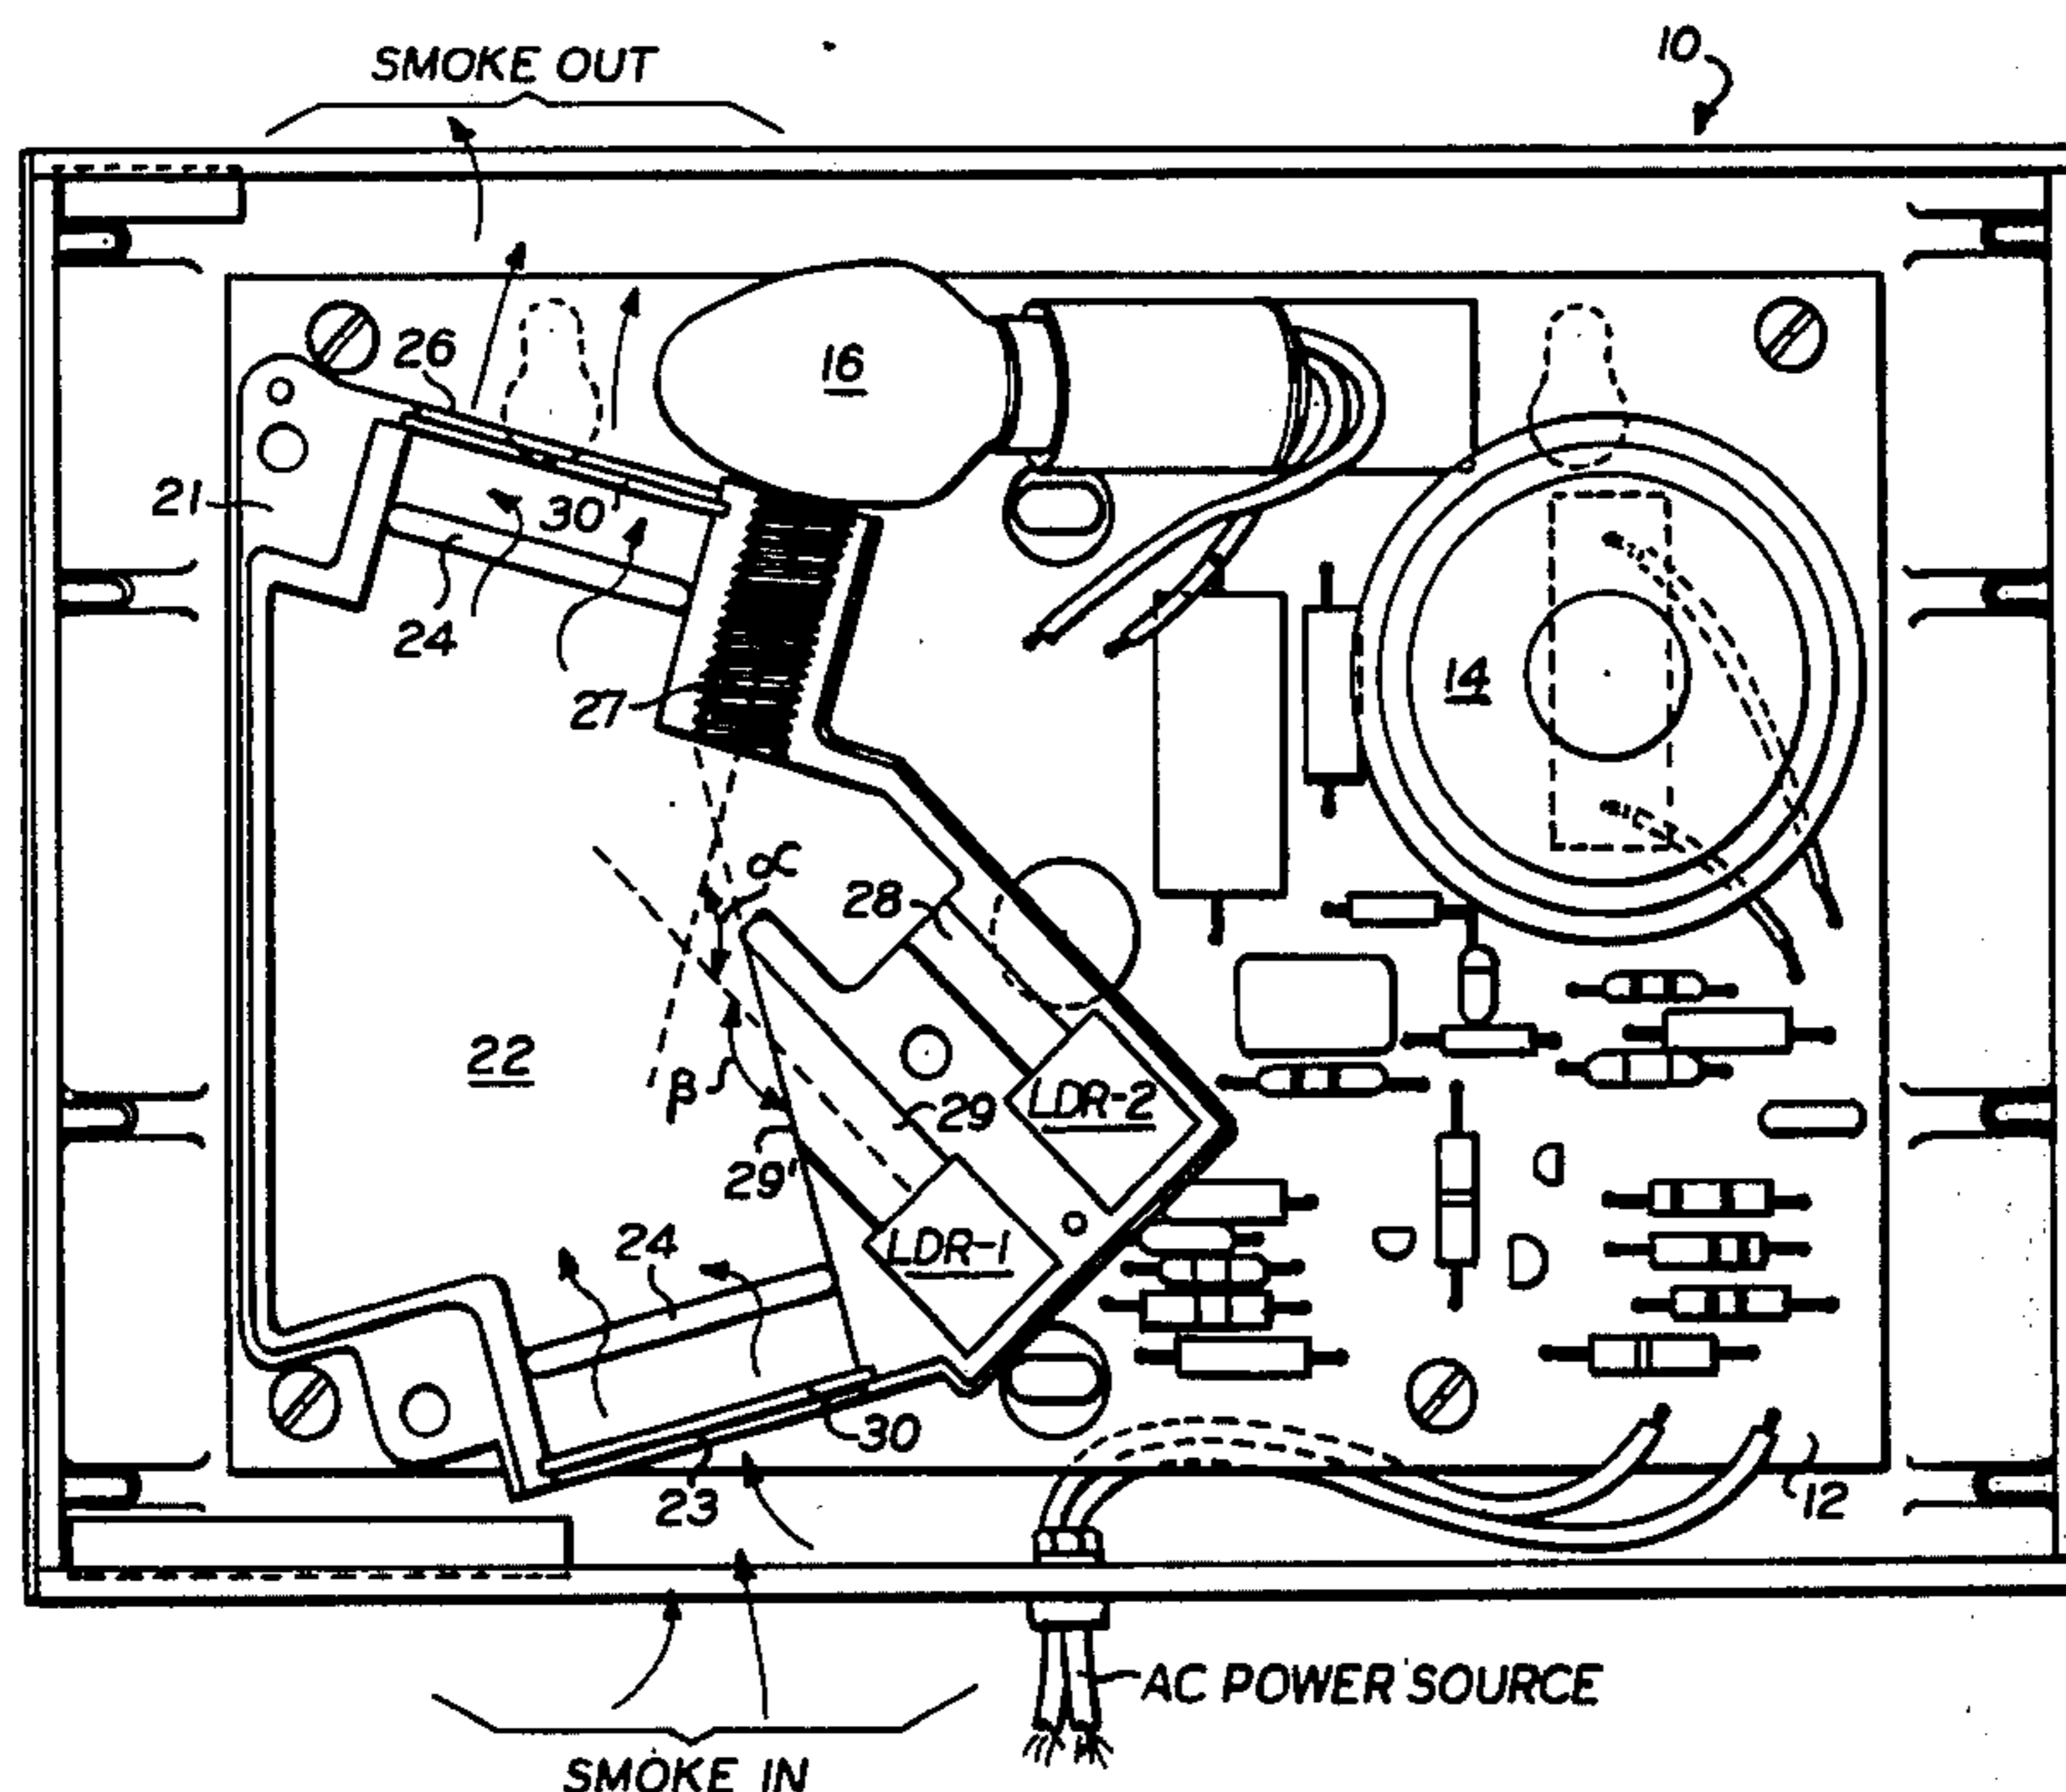 SMOKE OUT
10
16
26
21
30
24
14
27
α
28
22
β
29
LDR-2
29'
24
LDR-1
30
23
12
AC POWER SOURCE
SMOKE IN